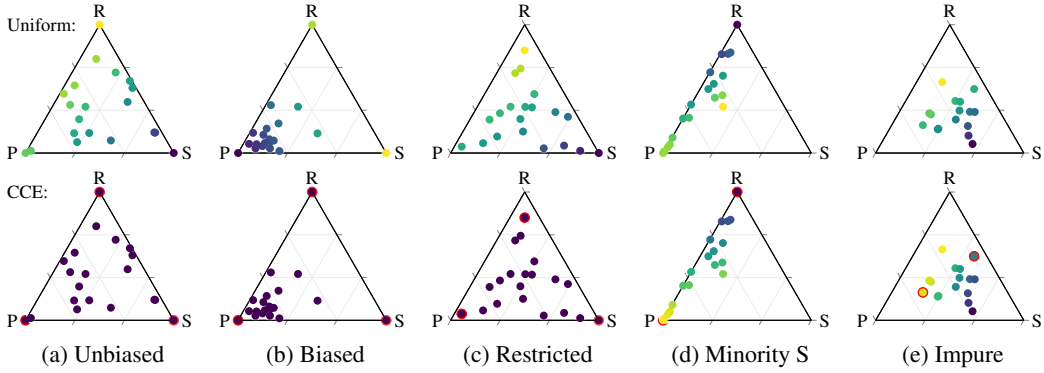 Uniform:
R R R R R
P S P S P S P S P S
CCE:
R R R R R
P S P S P S P S P S
(a) Unbiased (b) Biased (c) Restricted (d) Minority S (e) Impure